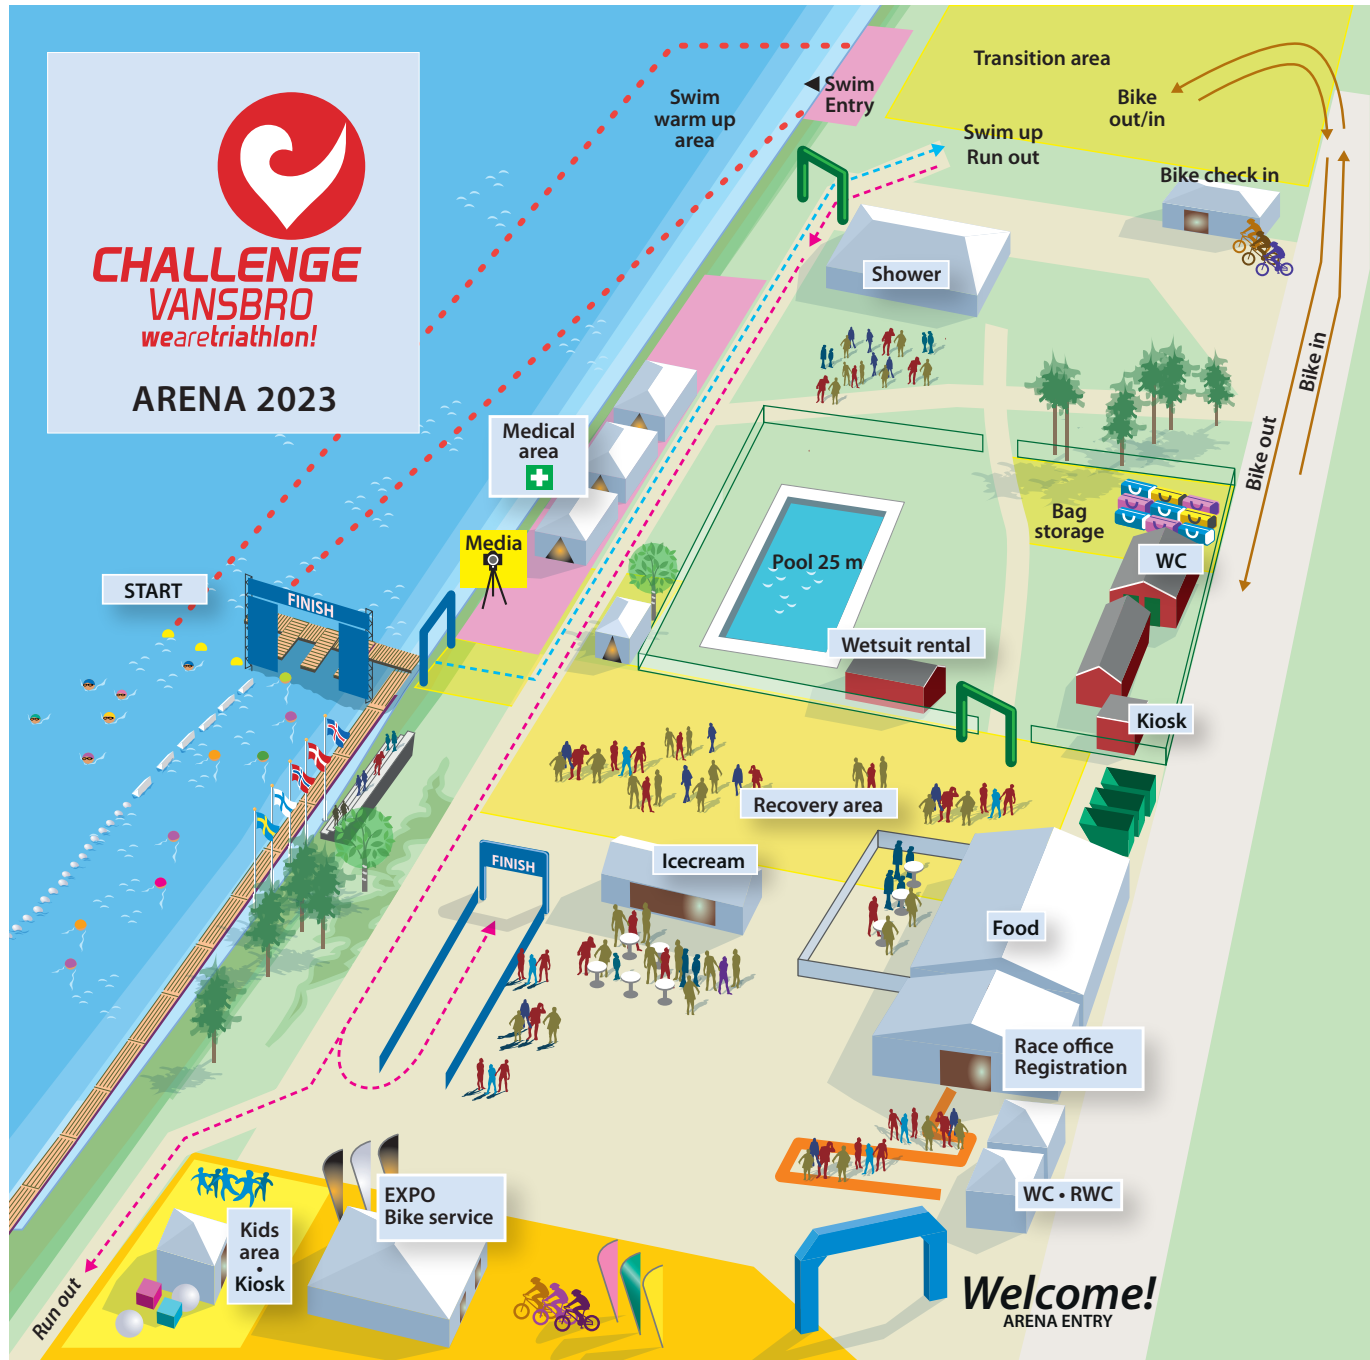 CHALLENGE
VANSBRO
wearetriathlon!
ARENA 2023
Transition area
Swim
Entry
Swim
warm up
area
Bike
out/in
Swim up
Run out
Bike check in
Shower
Bike in
Bike out
Medical
area
Media
Bag
storage
WC
Pool 25 m
START
FINISH
Wetsuit rental
Kiosk
Recovery area
FINISH
Icecream
Food
Race office
Registration
WC • RWC
EXPO
Bike service
Kids
area
•
Kiosk
Run out
Welcome!
ARENA ENTRY